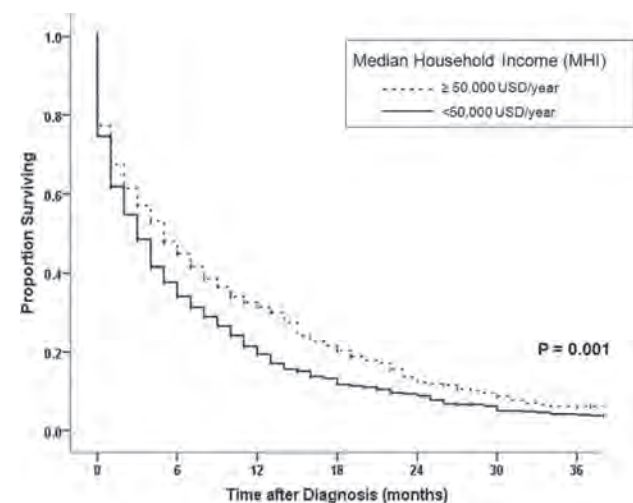 Median Household Income (MHI)
≥ 50,000 USD/year
<50,000 USD/year
1.0
0.8
0.6
0.4
0.2
0.0
Proportion Surviving
P = 0.001
0 6 12 18 24 30 36
Time after Diagnosis (months)